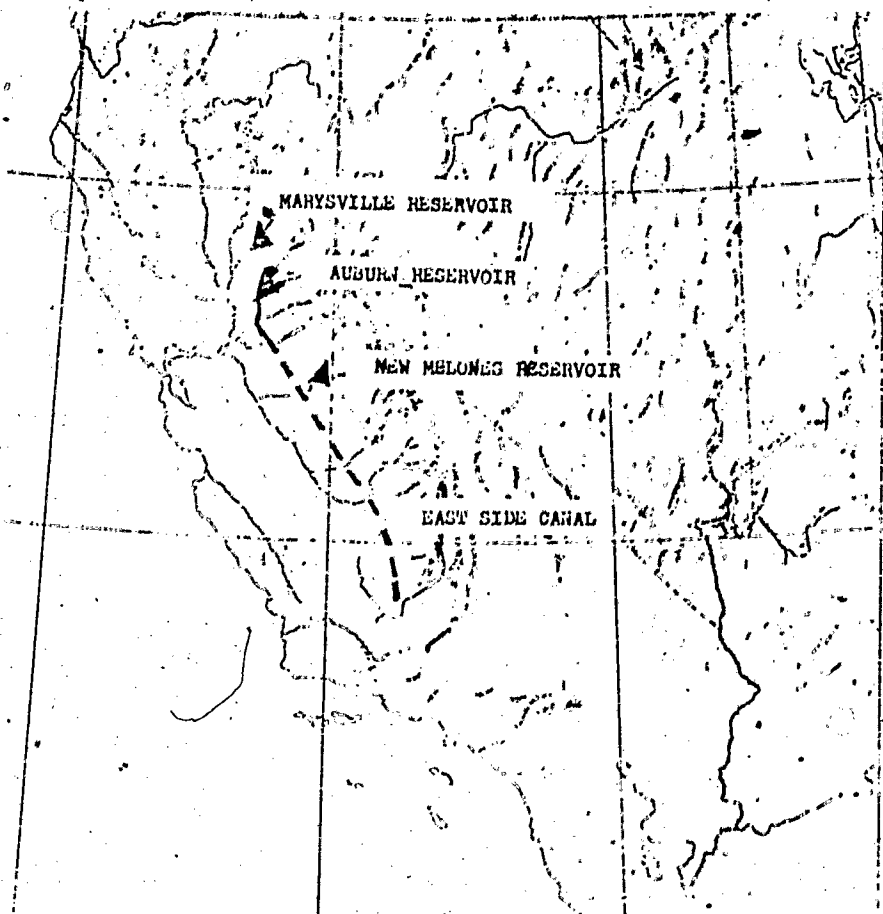 MARYSVILLE RESERVOIR
AUBURN RESERVOIR
NEW MELONES RESERVOIR
EAST SIDE CANAL